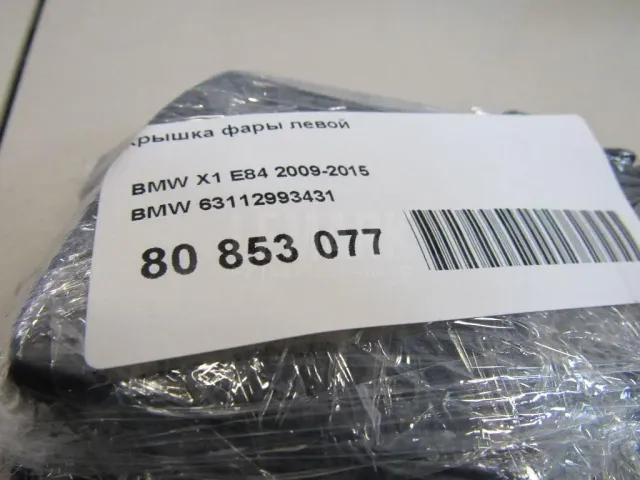 крышка фары левой
BMW X1 E84 2009-2015
BMW 63112993431
80 853 077